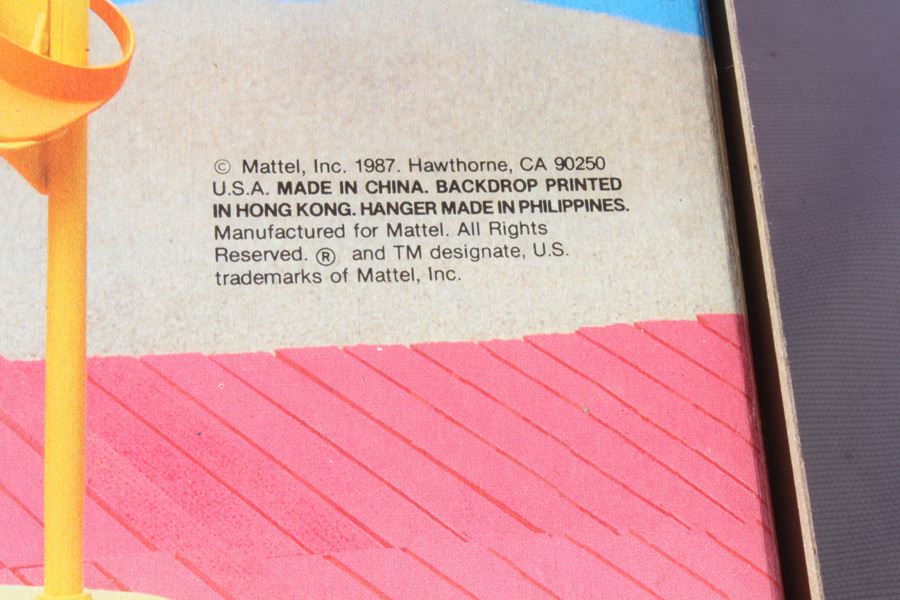 © Mattel, Inc. 1987. Hawthorne, CA 90250
U.S.A. MADE IN CHINA. BACKDROP PRINTED
IN HONG KONG. HANGER MADE IN PHILIPPINES.
Manufactured for Mattel. All Rights
Reserved. ® and TM designate, U.S.
trademarks of Mattel, Inc.